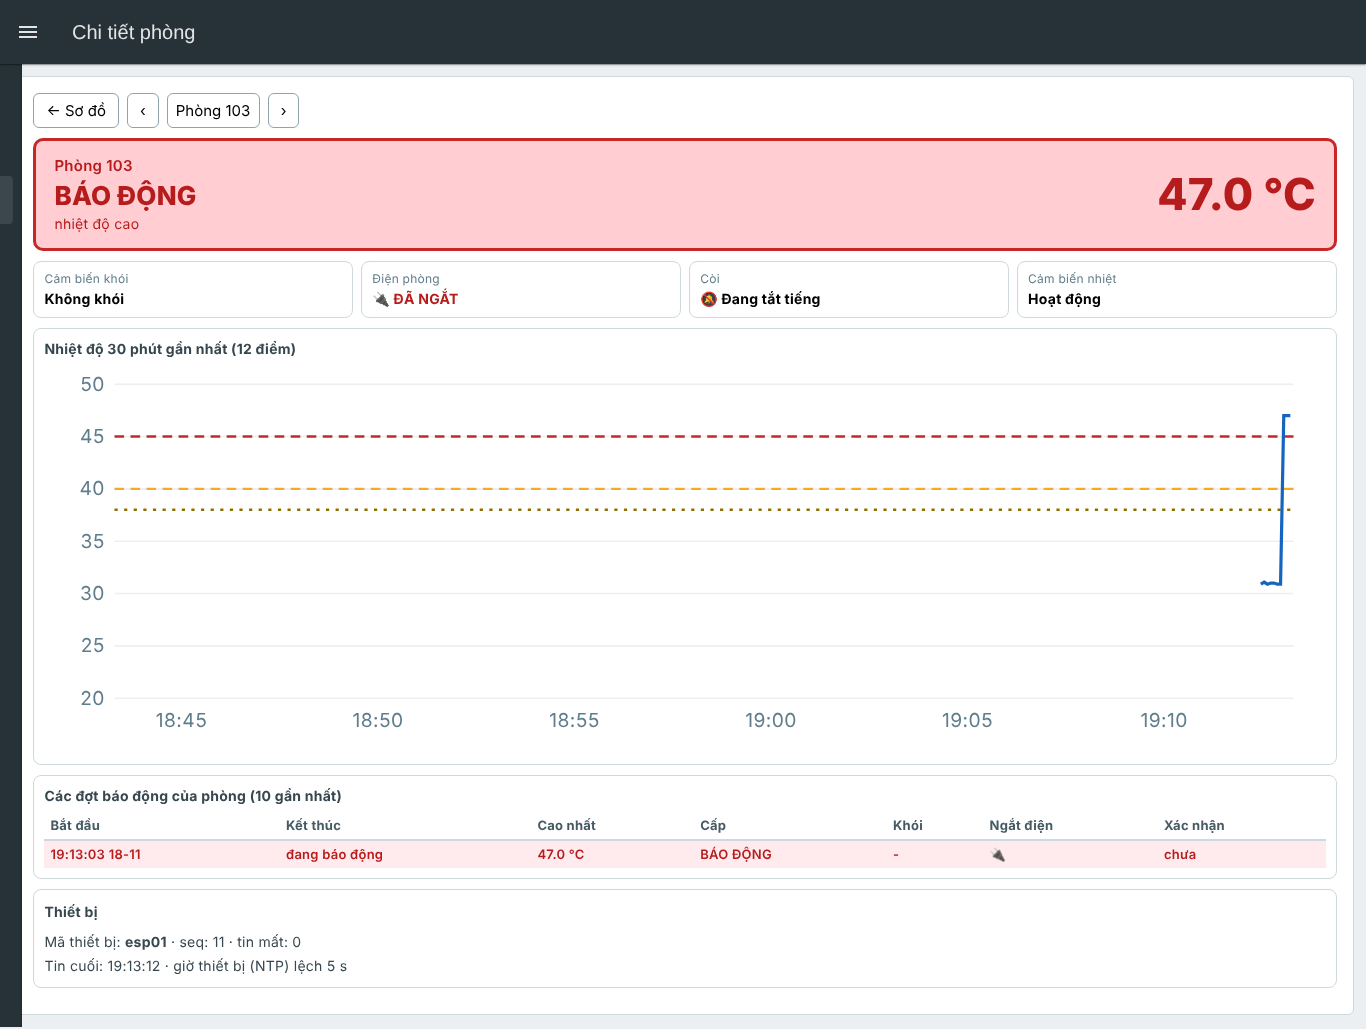 Chi tiết phòng
← Sơ đồ ‹ Phòng 103 ›
Phòng 103
BÁO ĐỘNG
nhiệt độ cao
47.0 °C
Cảm biến khói
Không khói
Điện phòng
🔌 ĐÃ NGẮT
Còi
🔕 Đang tắt tiếng
Cảm biến nhiệt
Hoạt động
Nhiệt độ 30 phút gần nhất (12 điểm)
50
45
40
35
30
25
20
18:45 18:50 18:55 19:00 19:05 19:10
Các đợt báo động của phòng (10 gần nhất)
Bắt đầu Kết thúc Cao nhất Cấp Khói Ngắt điện Xác nhận
19:13:03 18-11 đang báo động 47.0 °C BÁO ĐỘNG - 🔌 chưa
Thiết bị
Mã thiết bị: esp01 · seq: 11 · tin mất: 0
Tin cuối: 19:13:12 · giờ thiết bị (NTP) lệch 5 s